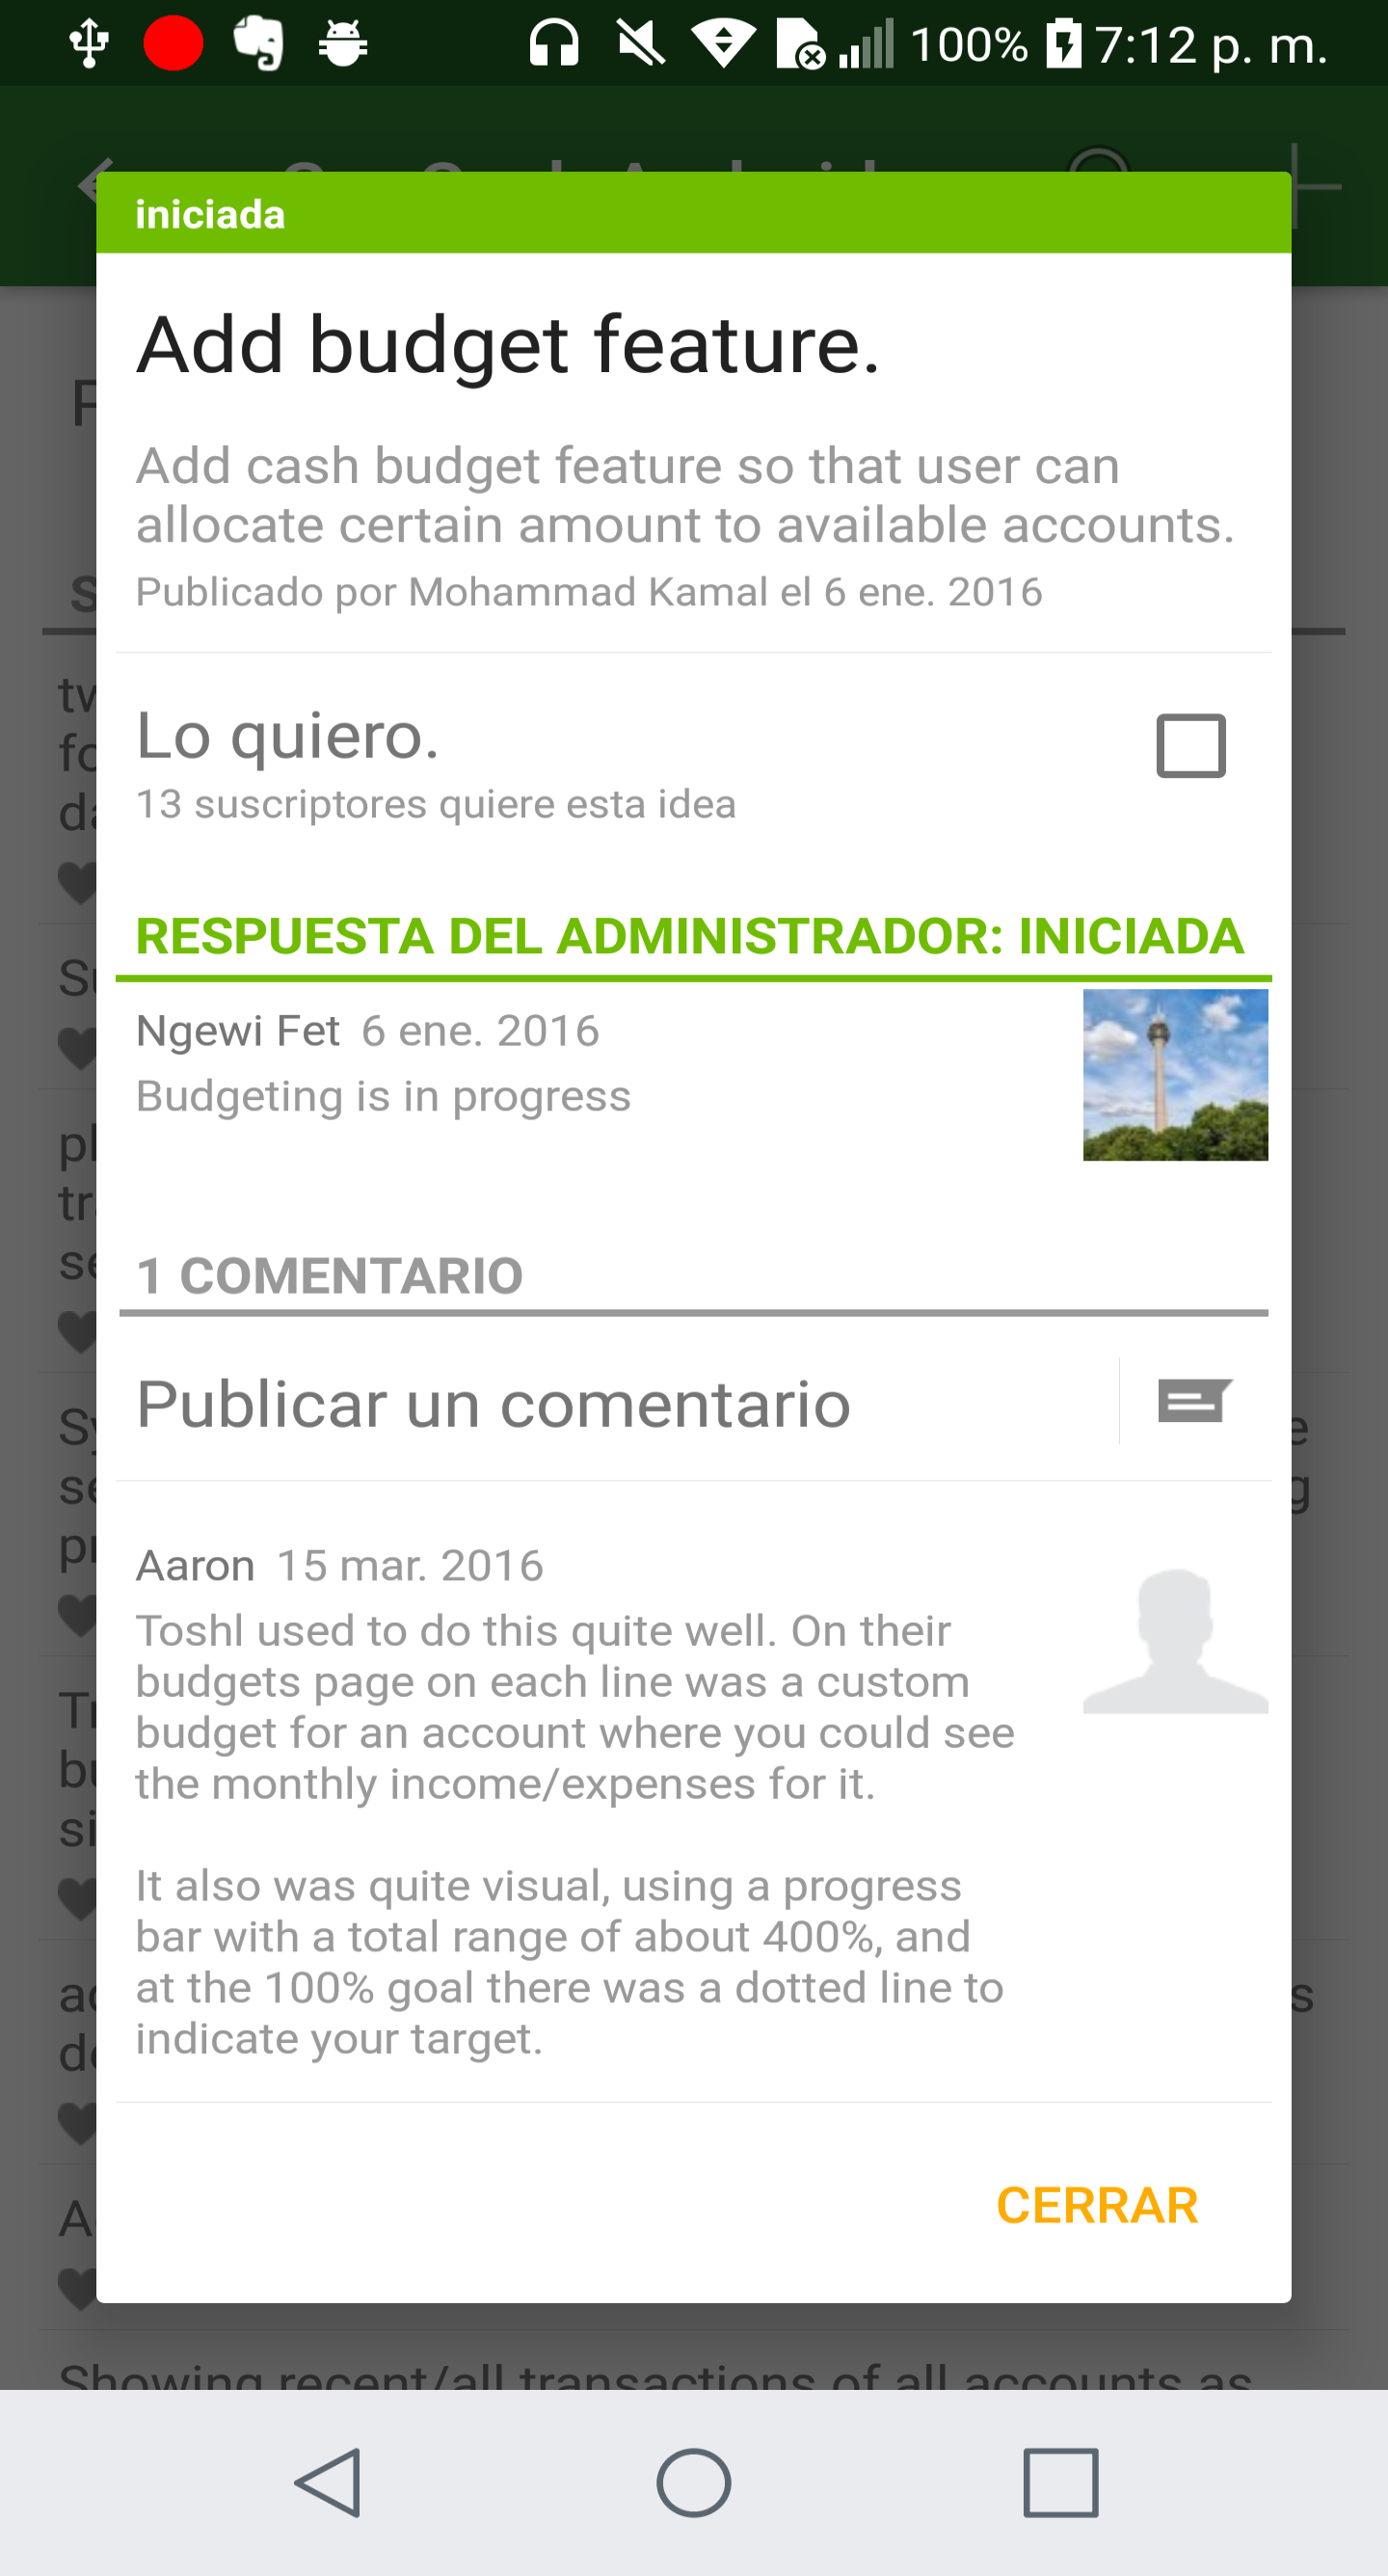 100% 7:12 p. m.
iniciada
Add budget feature.
Add cash budget feature so that user can
allocate certain amount to available accounts.
Publicado por Mohammad Kamal el 6 ene. 2016
Lo quiero.
13 suscriptores quiere esta idea
RESPUESTA DEL ADMINISTRADOR: INICIADA
Ngewi Fet 6 ene. 2016
Budgeting is in progress
1 COMENTARIO
Publicar un comentario
Aaron 15 mar. 2016
Toshl used to do this quite well. On their
budgets page on each line was a custom
budget for an account where you could see
the monthly income/expenses for it.
It also was quite visual, using a progress
bar with a total range of about 400%, and
at the 100% goal there was a dotted line to
indicate your target.
CERRAR
Showing recent/all transactions of all accounts as